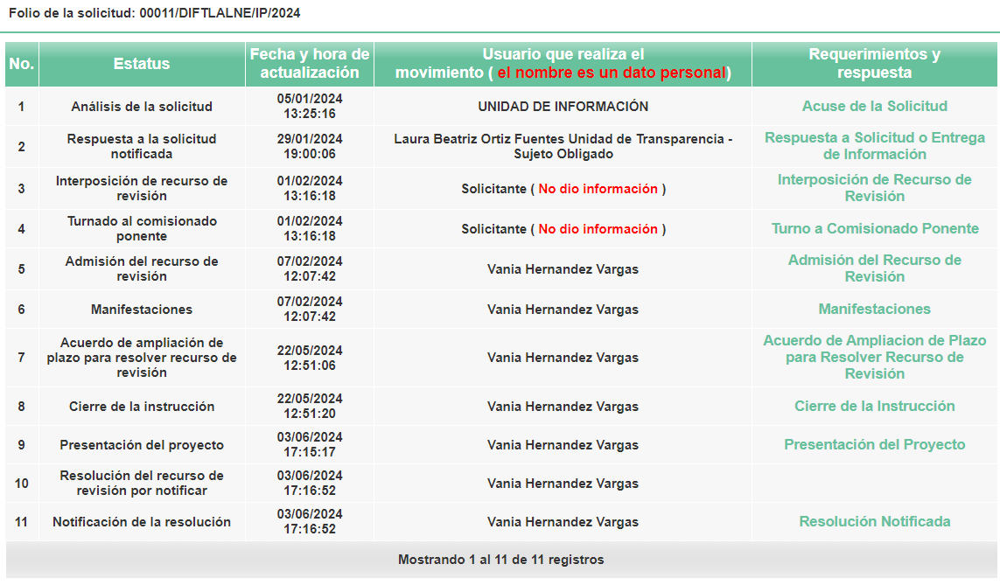 Folio de la solicitud: 00011/DIFTLALNE/IP/2024
No.
Estatus
Fecha y hora de
actualización
Usuario que realiza el
movimiento ( el nombre es un dato personal)
Requerimientos y
respuesta
1
Análisis de la solicitud
05/01/2024
13:25:16
UNIDAD DE INFORMACIÓN
Acuse de la Solicitud
2
Respuesta a la solicitud
notificada
29/01/2024
19:00:06
Laura Beatriz Ortiz Fuentes Unidad de Transparencia -
Sujeto Obligado
Respuesta a Solicitud o Entrega
de Información
3
Interposición de recurso de
revisión
01/02/2024
13:16:18
Solicitante ( No dio información )
Interposición de Recurso de
Revisión
4
Turnado al comisionado
ponente
01/02/2024
13:16:18
Solicitante ( No dio información )
Turno a Comisionado Ponente
5
Admisión del recurso de
revisión
07/02/2024
12:07:42
Vania Hernandez Vargas
Admisión del Recurso de
Revisión
6
Manifestaciones
07/02/2024
12:07:42
Vania Hernandez Vargas
Manifestaciones
7
Acuerdo de ampliación de
plazo para resolver recurso de
revisión
22/05/2024
12:51:06
Vania Hernandez Vargas
Acuerdo de Ampliacion de Plazo
para Resolver Recurso de
Revisión
8
Cierre de la instrucción
22/05/2024
12:51:20
Vania Hernandez Vargas
Cierre de la Instrucción
9
Presentación del proyecto
03/06/2024
17:15:17
Vania Hernandez Vargas
Presentación del Proyecto
10
Resolución del recurso de
revisión por notificar
03/06/2024
17:16:52
Vania Hernandez Vargas
11
Notificación de la resolución
03/06/2024
17:16:52
Vania Hernandez Vargas
Resolución Notificada
Mostrando 1 al 11 de 11 registros